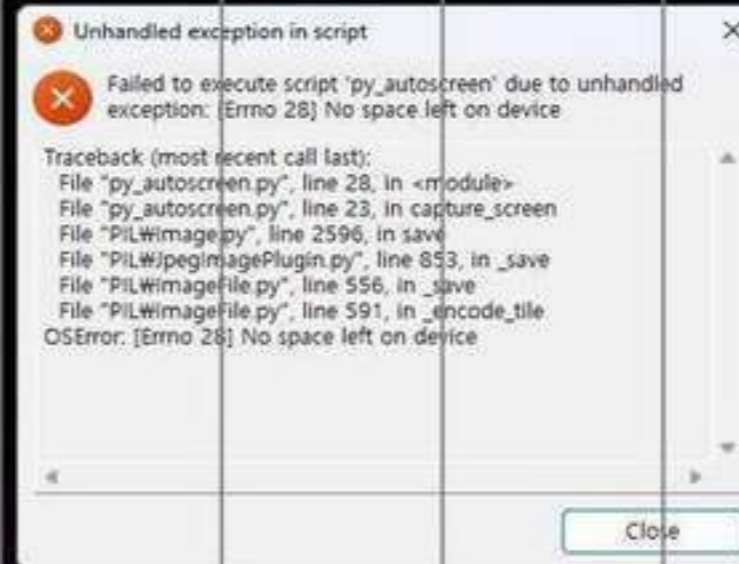 Unhandled exception in script
Failed to execute script 'py_autoscreen' due to unhandled
exception: [Errno 28] No space left on device
Traceback (most recent call last):
File "py_autoscreen.py", line 28, in <module>
File "py_autoscreen.py", line 23, in capture_screen
File "PIL₩Image.py", line 2596, in save
File "PIL₩JpegImagePlugin.py", line 853, in _save
File "PIL₩ImageFile.py", line 556, in _save
File "PIL₩ImageFile.py", line 591, in _encode_tile
OSError: [Errno 28] No space left on device
Close